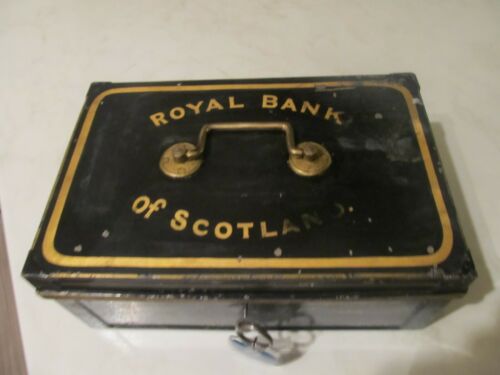 ROYAL BANK
OF SCOTLAND.